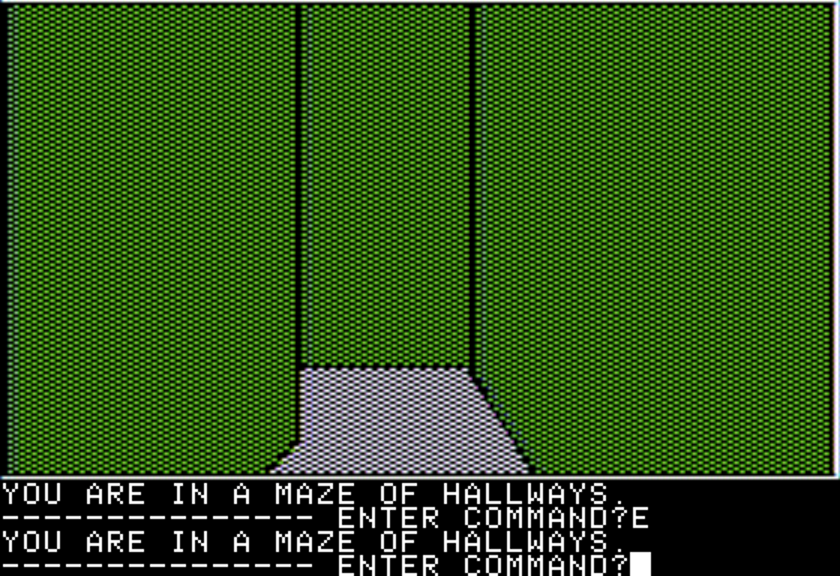 YOU ARE IN A MAZE OF HALLWAYS.
--------------- ENTER COMMAND?E
YOU ARE IN A MAZE OF HALLWAYS.
--------------- ENTER COMMAND?